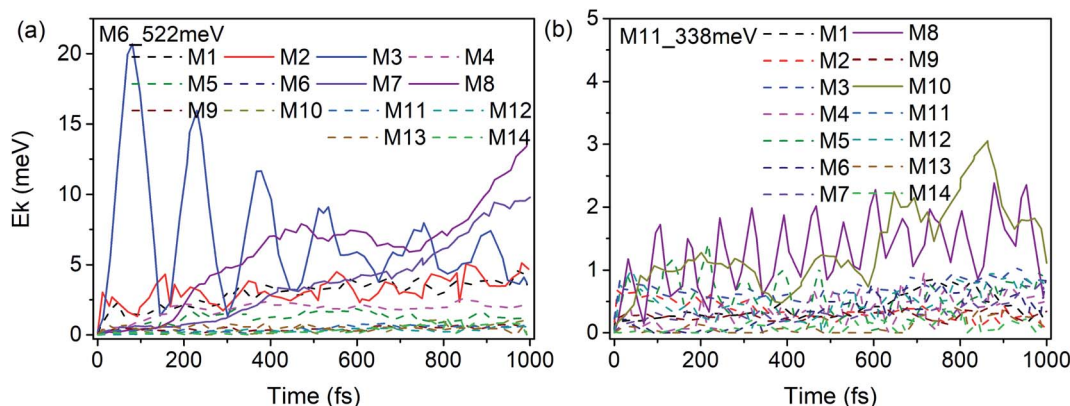 (a)
M6_522meV
M1 M2 M3 M4
M5 M6 M7 M8
M9 M10 M11 M12
M13 M14
20
15
10
5
0
Ek (meV)
0 200 400 600 800 1000
Time (fs)
(b)
M11_338meV
M1 M8
M2 M9
M3 M10
M4 M11
M5 M12
M6 M13
M7 M14
5
4
3
2
1
0
0 200 400 600 800 1000
Time (fs)